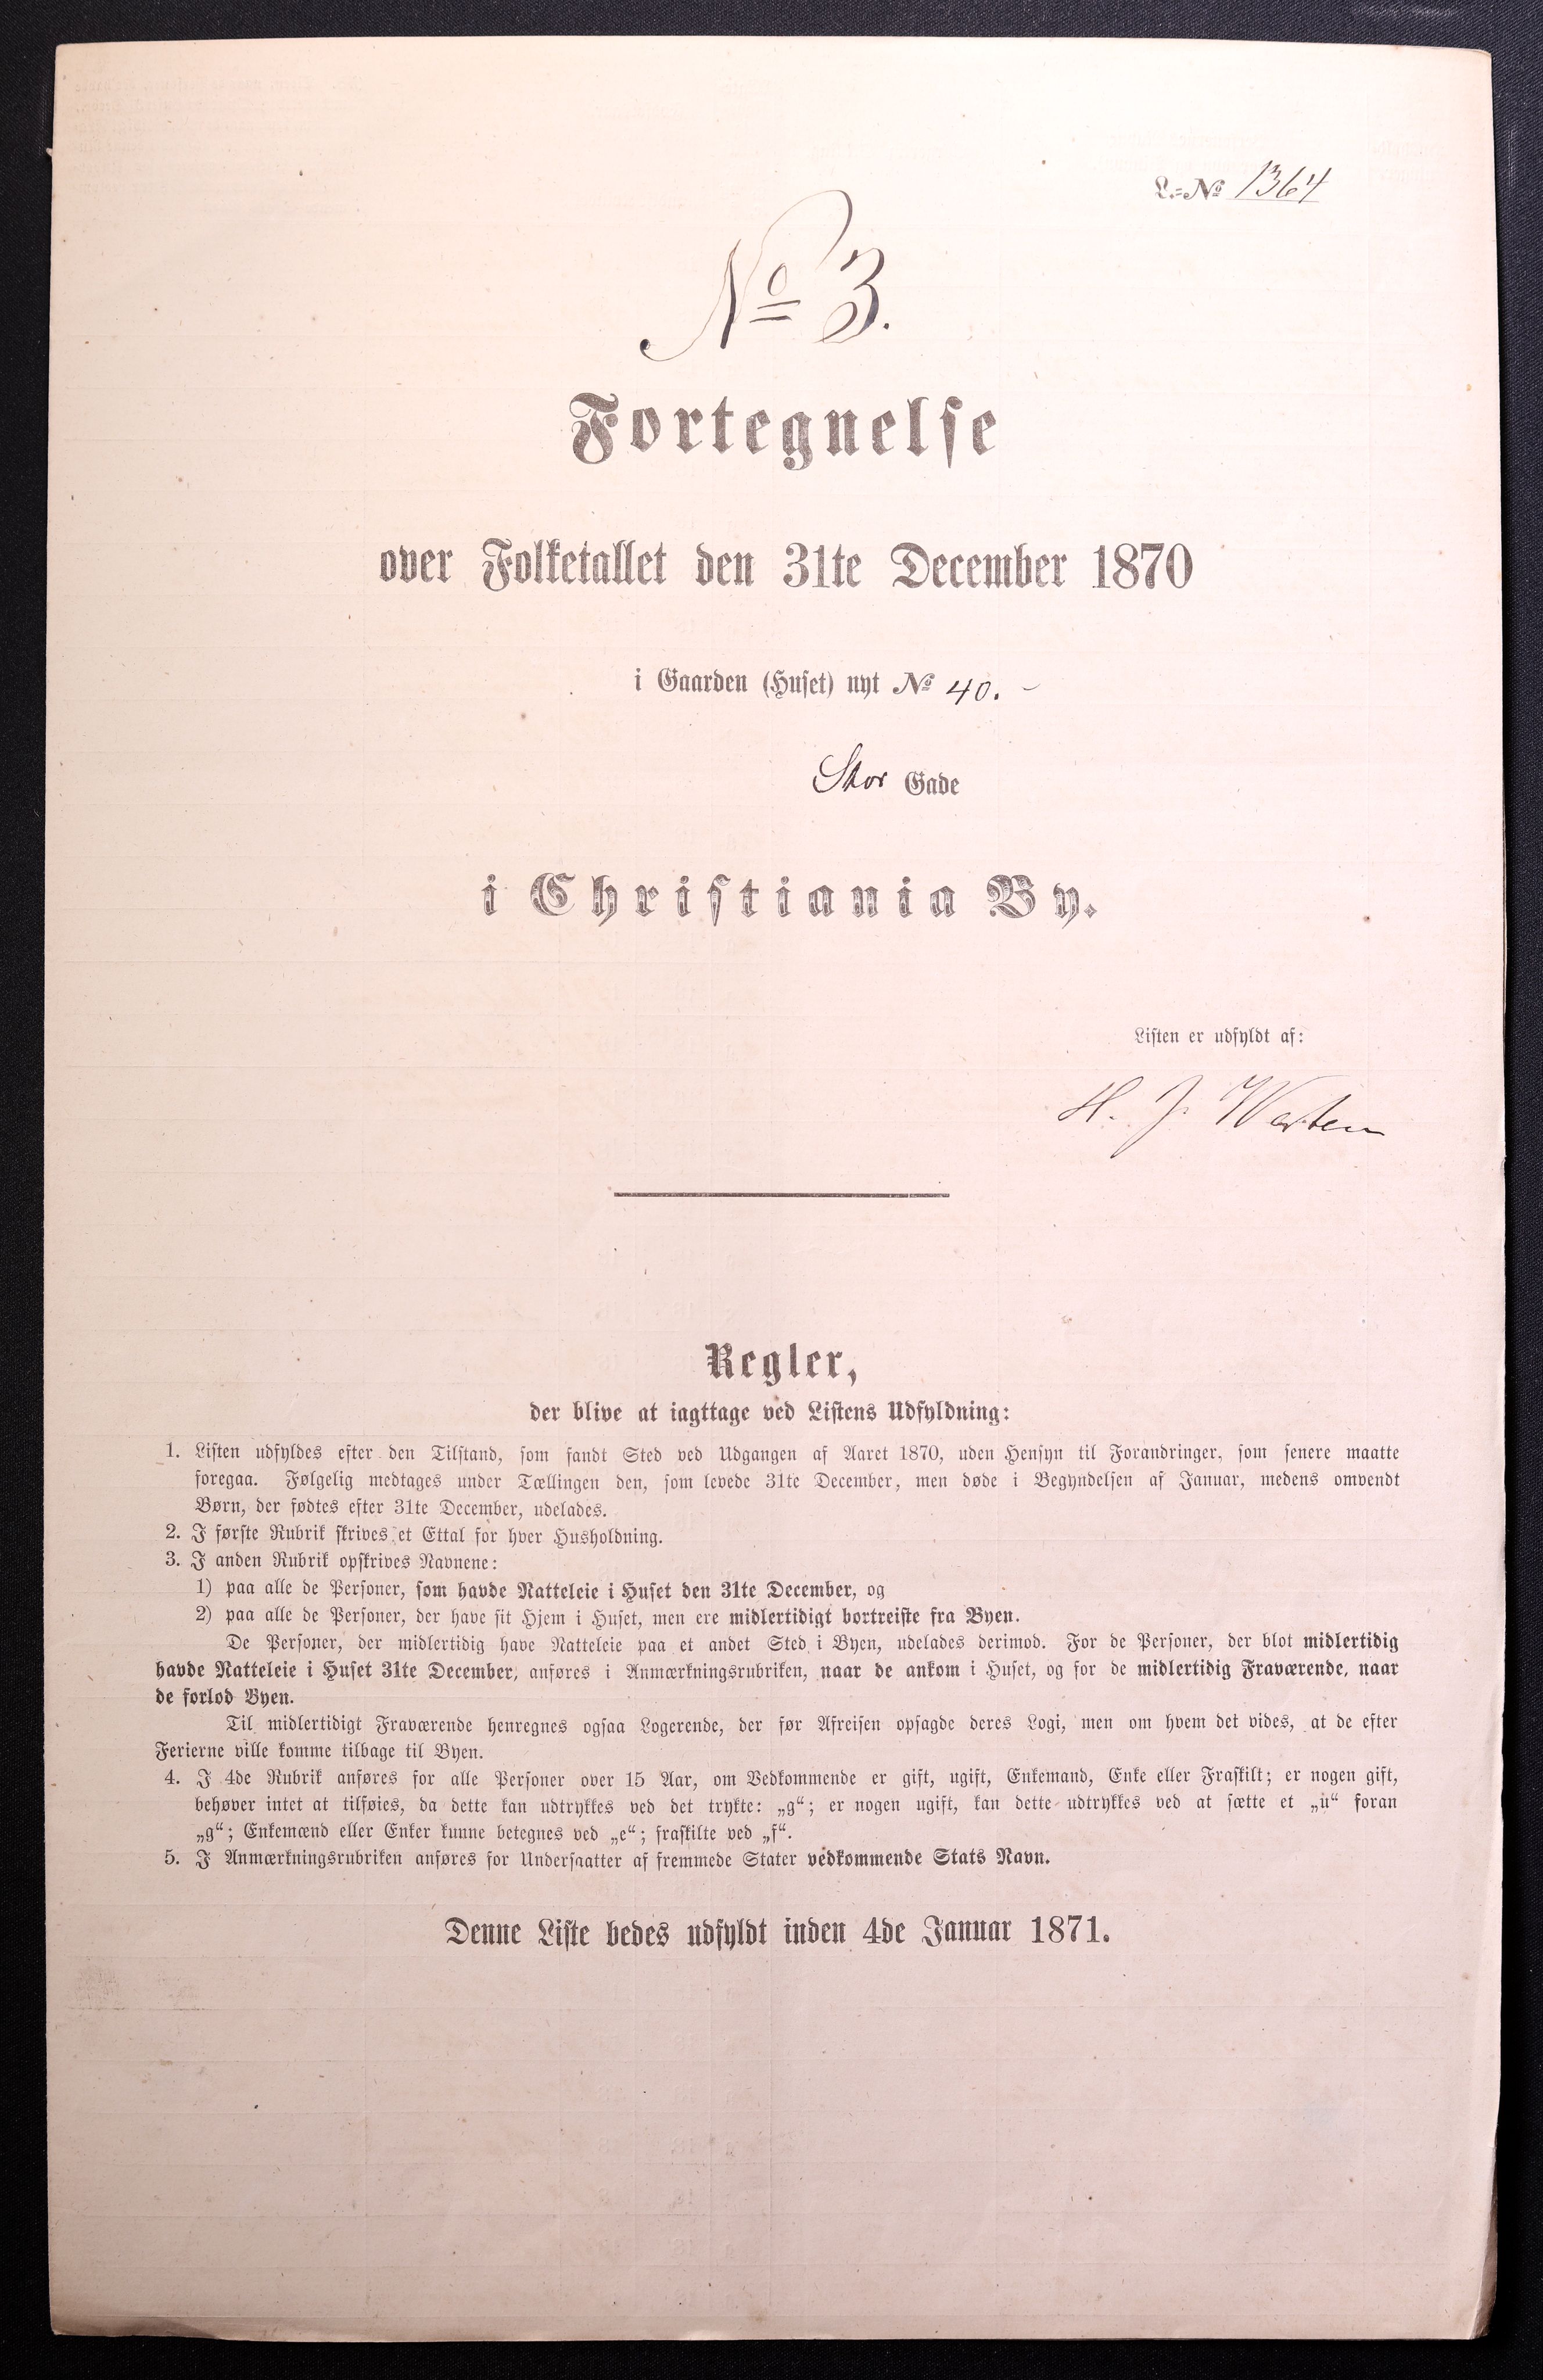 L.=No 1364
No 3.
Fortegnelse
over Folketallet den 31te December 1870
i Gaarden (Huset) nyt No 40. -
Stor Gade
i Christiania By.
Listen er udfyldt af:
H. J.
Regler,
der blive at iagttage ved Listens Udfyldning:
1. Listen udfyldes efter den Tilstand, som fandt Sted ved Udgangen af Aaret 1870, uden Hensyn til Forandringer, som senere maatte
foregaa. Følgelig medtages under Tællingen den, som levede 31te December, men døde i Begyndelsen af Januar, medens omvendt
Børn, der fødtes efter 31te December, udelades.
2. I første Rubrik skrives et Ettal for hver Husholdning.
3. I anden Rubrik opskrives Navnene:
1) paa alle de Personer, som havde Natteleie i Huset den 31te December, og
2) paa alle de Personer, der have sit Hjem i Huset, men ere midlertidigt bortreiste fra Byen.
De Personer, der midlertidig have Natteleie paa et andet Sted i Byen, udelades derimod. For de Personer, der blot midlertidig
havde Natteleie i Huset 31te December, anføres i Anmærkningsrubriken, naar de ankom i Huset, og for de midlertidig Fraværende, naar
de forlod Byen.
Til midlertidigt Fraværende henregnes ogsaa Logerende, der før Afreisen opsagde deres Logi, men om hvem det vides, at de efter
Ferierne ville komme tilbage til Byen.
4. I 4de Rubrik anføres for alle Personer over 15 Aar, om Vedkommende er gift, ugift, Enkemand, Enke eller Fraskilt; er nogen gift,
behøver intet at tilføies, da dette kan udtrykkes ved det trykte: „g“; er nogen ugift, kan dette udtrykkes ved at sætte et „u“ foran
„g“; Enkemænd eller Enker kunne betegnes ved „e“; fraskilte ved „f“.
5. I Anmærkningsrubriken anføres for Undersaatter af fremmede Stater vedkommende Stats Navn.
Denne Liste bedes udfyldt inden 4de Januar 1871.